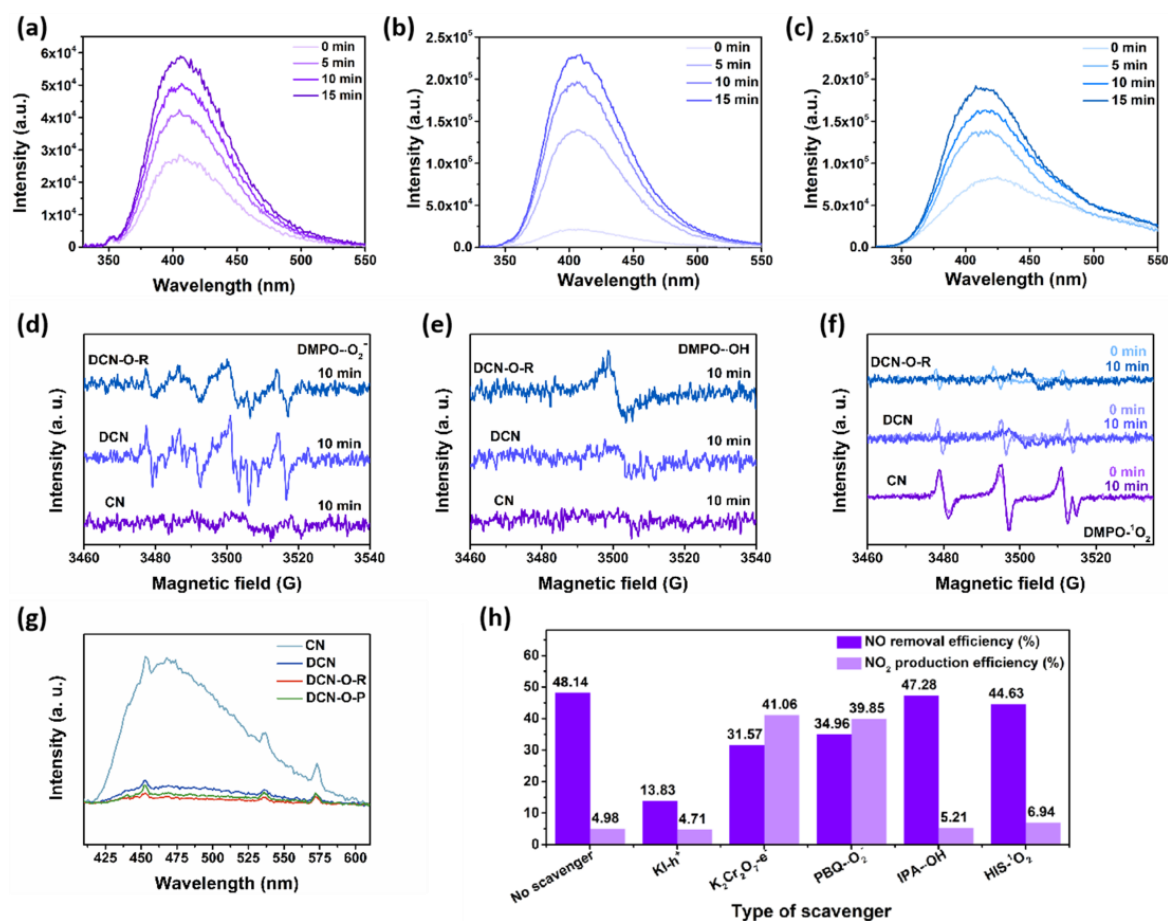 (a)
Intensity (a.u.)
6x10⁴
5x10⁴
4x10⁴
3x10⁴
2x10⁴
1x10⁴
0
350 400 450 500 550
Wavelength (nm)
0 min
5 min
10 min
15 min
(b)
Intensity (a.u.)
2.5x10⁵
2.0x10⁵
1.5x10⁵
1.0x10⁵
5.0x10⁴
0.0
350 400 450 500 550
Wavelength (nm)
0 min
5 min
10 min
15 min
(c)
Intensity (a.u.)
2.5x10⁵
2.0x10⁵
1.5x10⁵
1.0x10⁵
5.0x10⁴
0.0
350 400 450 500 550
Wavelength (nm)
0 min
5 min
10 min
15 min
(d)
Intensity (a. u.)
DMPO-·O₂⁻
DCN-O-R
10 min
DCN
10 min
CN
10 min
3460 3480 3500 3520 3540
Magnetic field (G)
(e)
Intensity (a. u.)
DMPO-·OH
DCN-O-R
10 min
DCN
10 min
CN
10 min
3460 3480 3500 3520 3540
Magnetic field (G)
(f)
Intensity (a. u.)
DCN-O-R
0 min
10 min
DCN
0 min
10 min
CN
0 min
10 min
DMPO-¹O₂
3460 3480 3500 3520
Magnetic field (G)
(g)
Intensity (a. u.)
CN
DCN
DCN-O-R
DCN-O-P
425 450 475 500 525 550 575 600
Wavelength (nm)
(h)
NO removal efficiency (%)
NO₂ production efficiency (%)
60
50
40
30
20
10
0
48.14
4.98
13.83
4.71
31.57
41.06
34.96
39.85
47.28
5.21
44.63
6.94
No scavenger
KI-h⁺
K₂Cr₂O₇-e⁻
PBQ-·O₂⁻
IPA-·OH
HIS-¹O₂
Type of scavenger